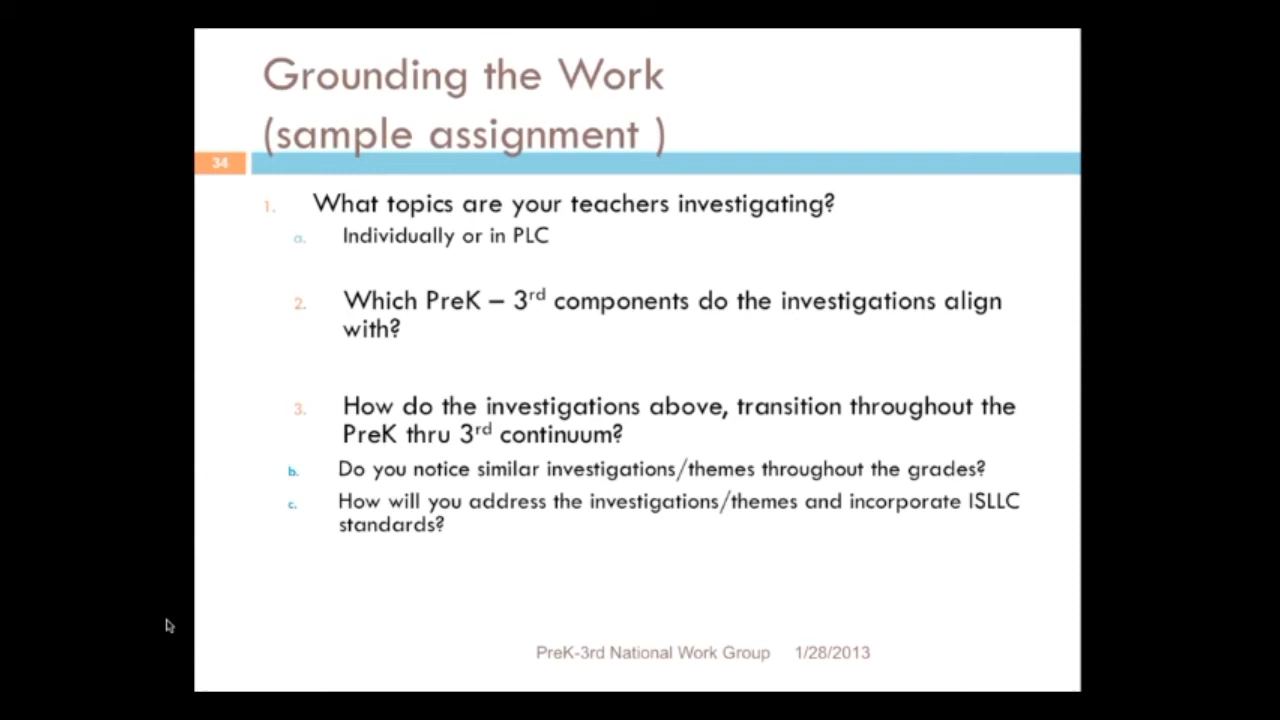 Grounding the Work
(sample assignment )
34
1. What topics are your teachers investigating?
a. Individually or in PLC
2. Which PreK – 3rd components do the investigations align
with?
3. How do the investigations above, transition throughout the
PreK thru 3rd continuum?
b. Do you notice similar investigations/themes throughout the grades?
c. How will you address the investigations/themes and incorporate ISLLC
standards?
PreK-3rd National Work Group 1/28/2013